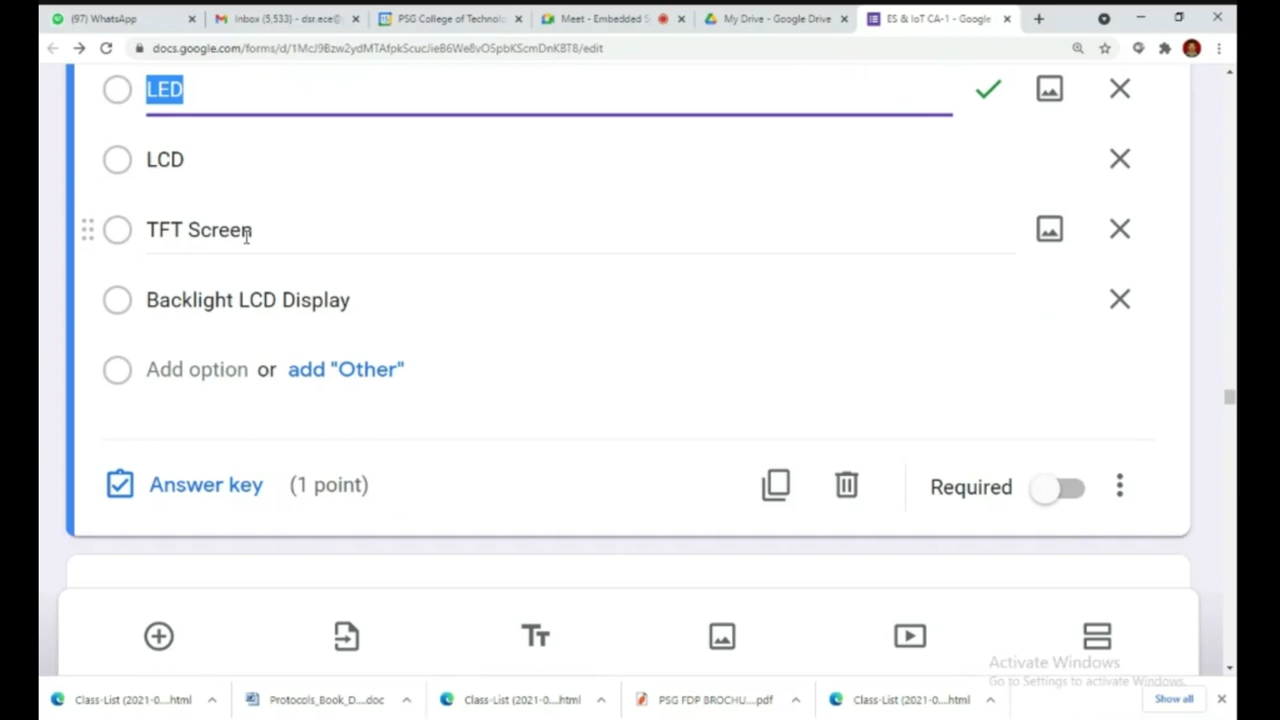 (97) WhatsApp
Inbox (5,533) - dsr.ece@
PSG College of Technolo
Meet - Embedded S
My Drive - Google Drive
ES & IoT CA-1 - Google
docs.google.com/forms/d/
/edit
LED
LCD
TFT Screen
Backlight LCD Display
Add option or add "Other"
Answer key (1 point)
Required
Activate Windows
Go to Settings to activate Windows.
Class-List (2021-0....html
Protocols_Book_D....doc
Class-List (2021-0....html
PSG FDP BROCHU....pdf
Class-List (2021-0....html
Show all